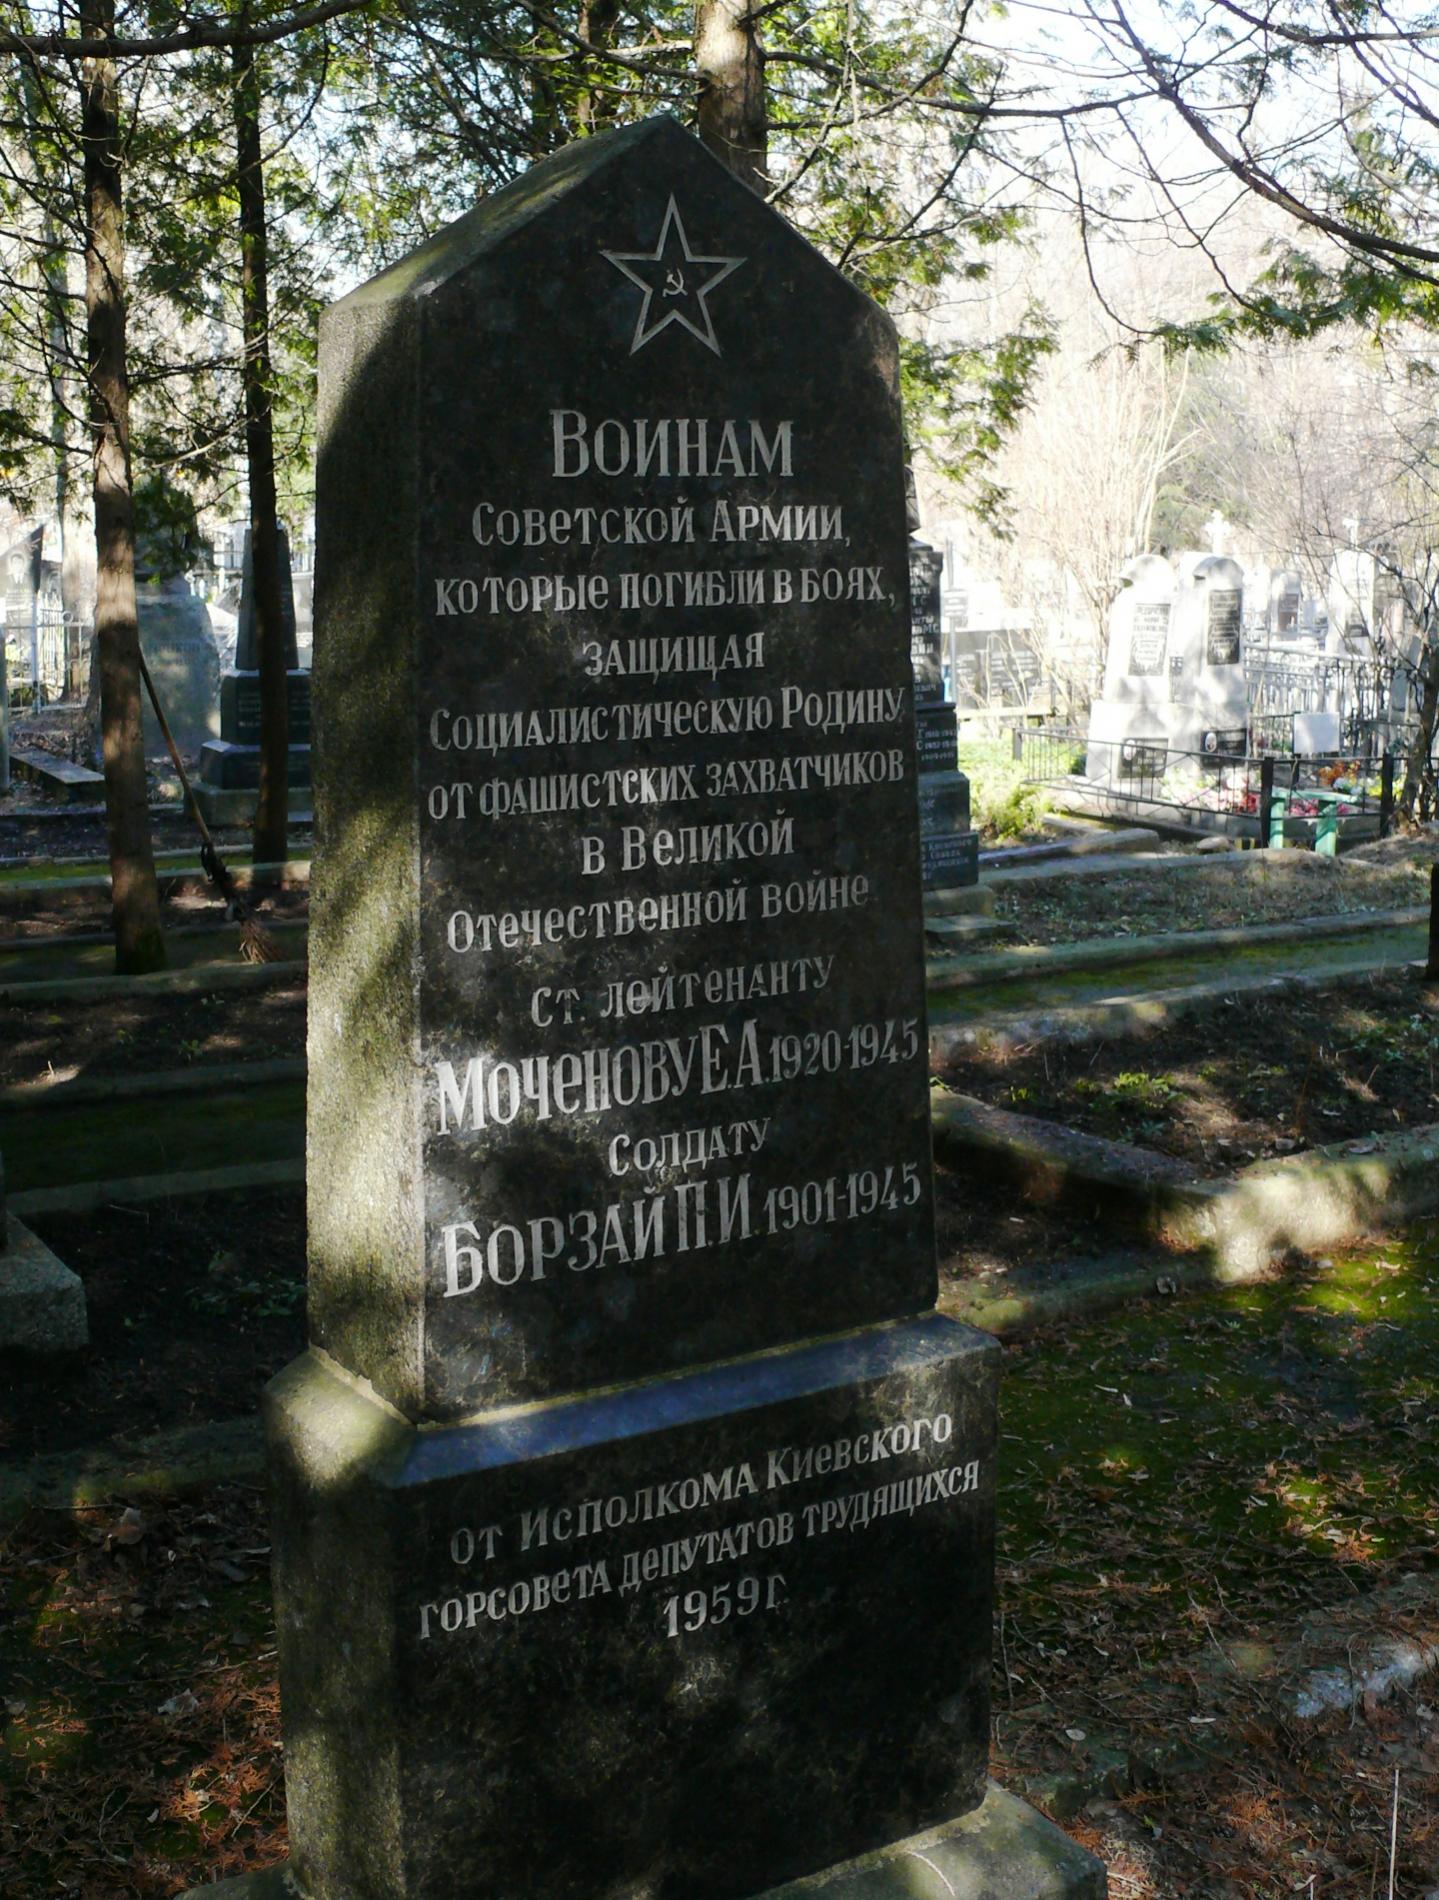 Воинам
Советской Армии,
которые погибли в боях,
защищая
Социалистическую Родину
от фашистских захватчиков
в Великой
Отечественной войне
ст. лейтенанту
Моченову Е.А. 1920-1945
Солдату
Борзай П.И. 1901-1945
от Исполкома Киевского
горсовета депутатов трудящихся
1959 г.